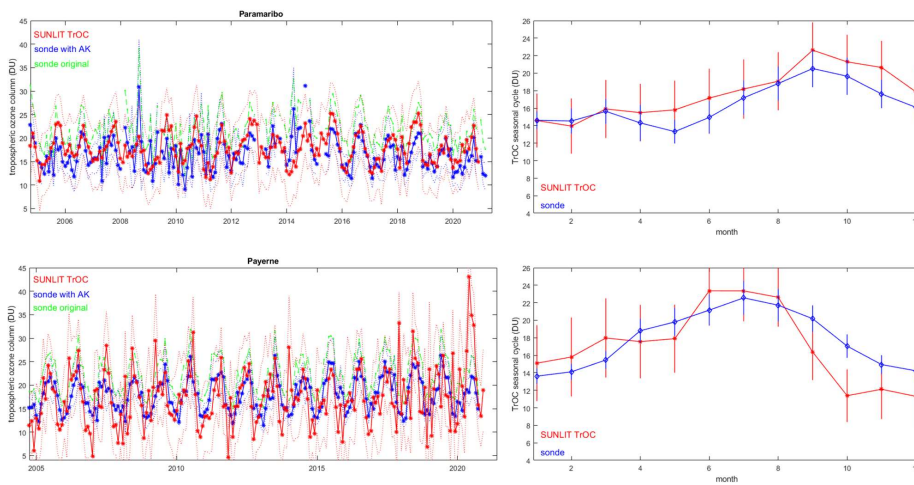 Paramaribo
45
40
35
30
25
20
15
10
5
tropospheric ozone column (DU)
SUNLIT TrOC
sonde with AK
sonde original
2006 2008 2010 2012 2014 2016 2018 2020
26
24
22
20
18
16
14
12
10
8
6
4
TrOC seasonal cycle (DU)
SUNLIT TrOC
sonde
2 4 6 8 10
month
Payerne
45
40
35
30
25
20
15
10
5
tropospheric ozone column (DU)
SUNLIT TrOC
sonde with AK
sonde original
2005 2010 2015 2020
26
24
22
20
18
16
14
12
10
8
6
4
TrOC seasonal cycle (DU)
SUNLIT TrOC
sonde
2 4 6 8 10
month